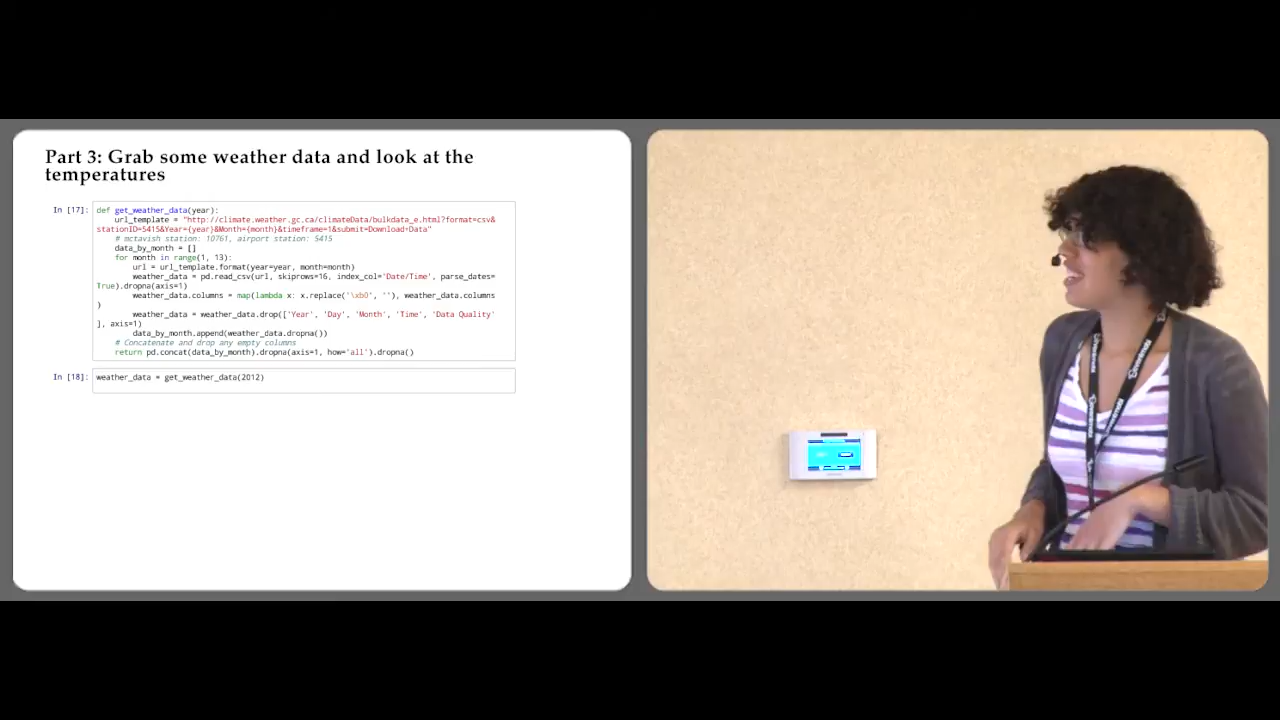 Part 3: Grab some weather data and look at the
temperatures
In [17]:
def get_weather_data(year):
    url_template = "http://climate.weather.gc.ca/climateData/bulkdata_e.html?format=csv&
stationID=5415&Year={year}&Month={month}&timeframe=1&submit=Download+Data"
    # mctavish station: 10761, airport station: 5415
    data_by_month = []
    for month in range(1, 13):
        url = url_template.format(year=year, month=month)
        weather_data = pd.read_csv(url, skiprows=16, index_col='Date/Time', parse_dates=
True).dropna(axis=1)
        weather_data.columns = map(lambda x: x.replace('\xb0', ''), weather_data.columns
)
        weather_data = weather_data.drop(['Year', 'Day', 'Month', 'Time', 'Data Quality'
], axis=1)
        data_by_month.append(weather_data.dropna())
    # Concatenate and drop any empty columns
    return pd.concat(data_by_month).dropna(axis=1, how='all').dropna()
In [18]:
weather_data = get_weather_data(2012)